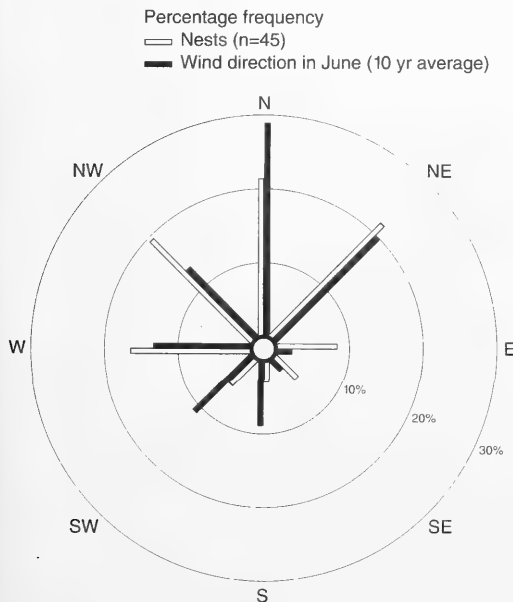 Percentage frequency
Nests (n=45)
Wind direction in June (10 yr average)
N
NW
NE
W
E
10%
20%
30%
SW
SE
S